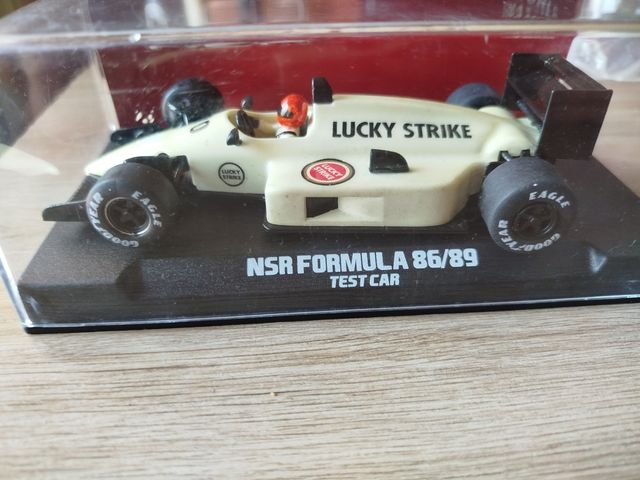 LUCKY STRIKE
LUCKY
STRIKE
LUCKY
STRIKE
EAGLE
GOODYEAR
EAGLE
GOODYEAR
NSR FORMULA 86/89
TEST CAR